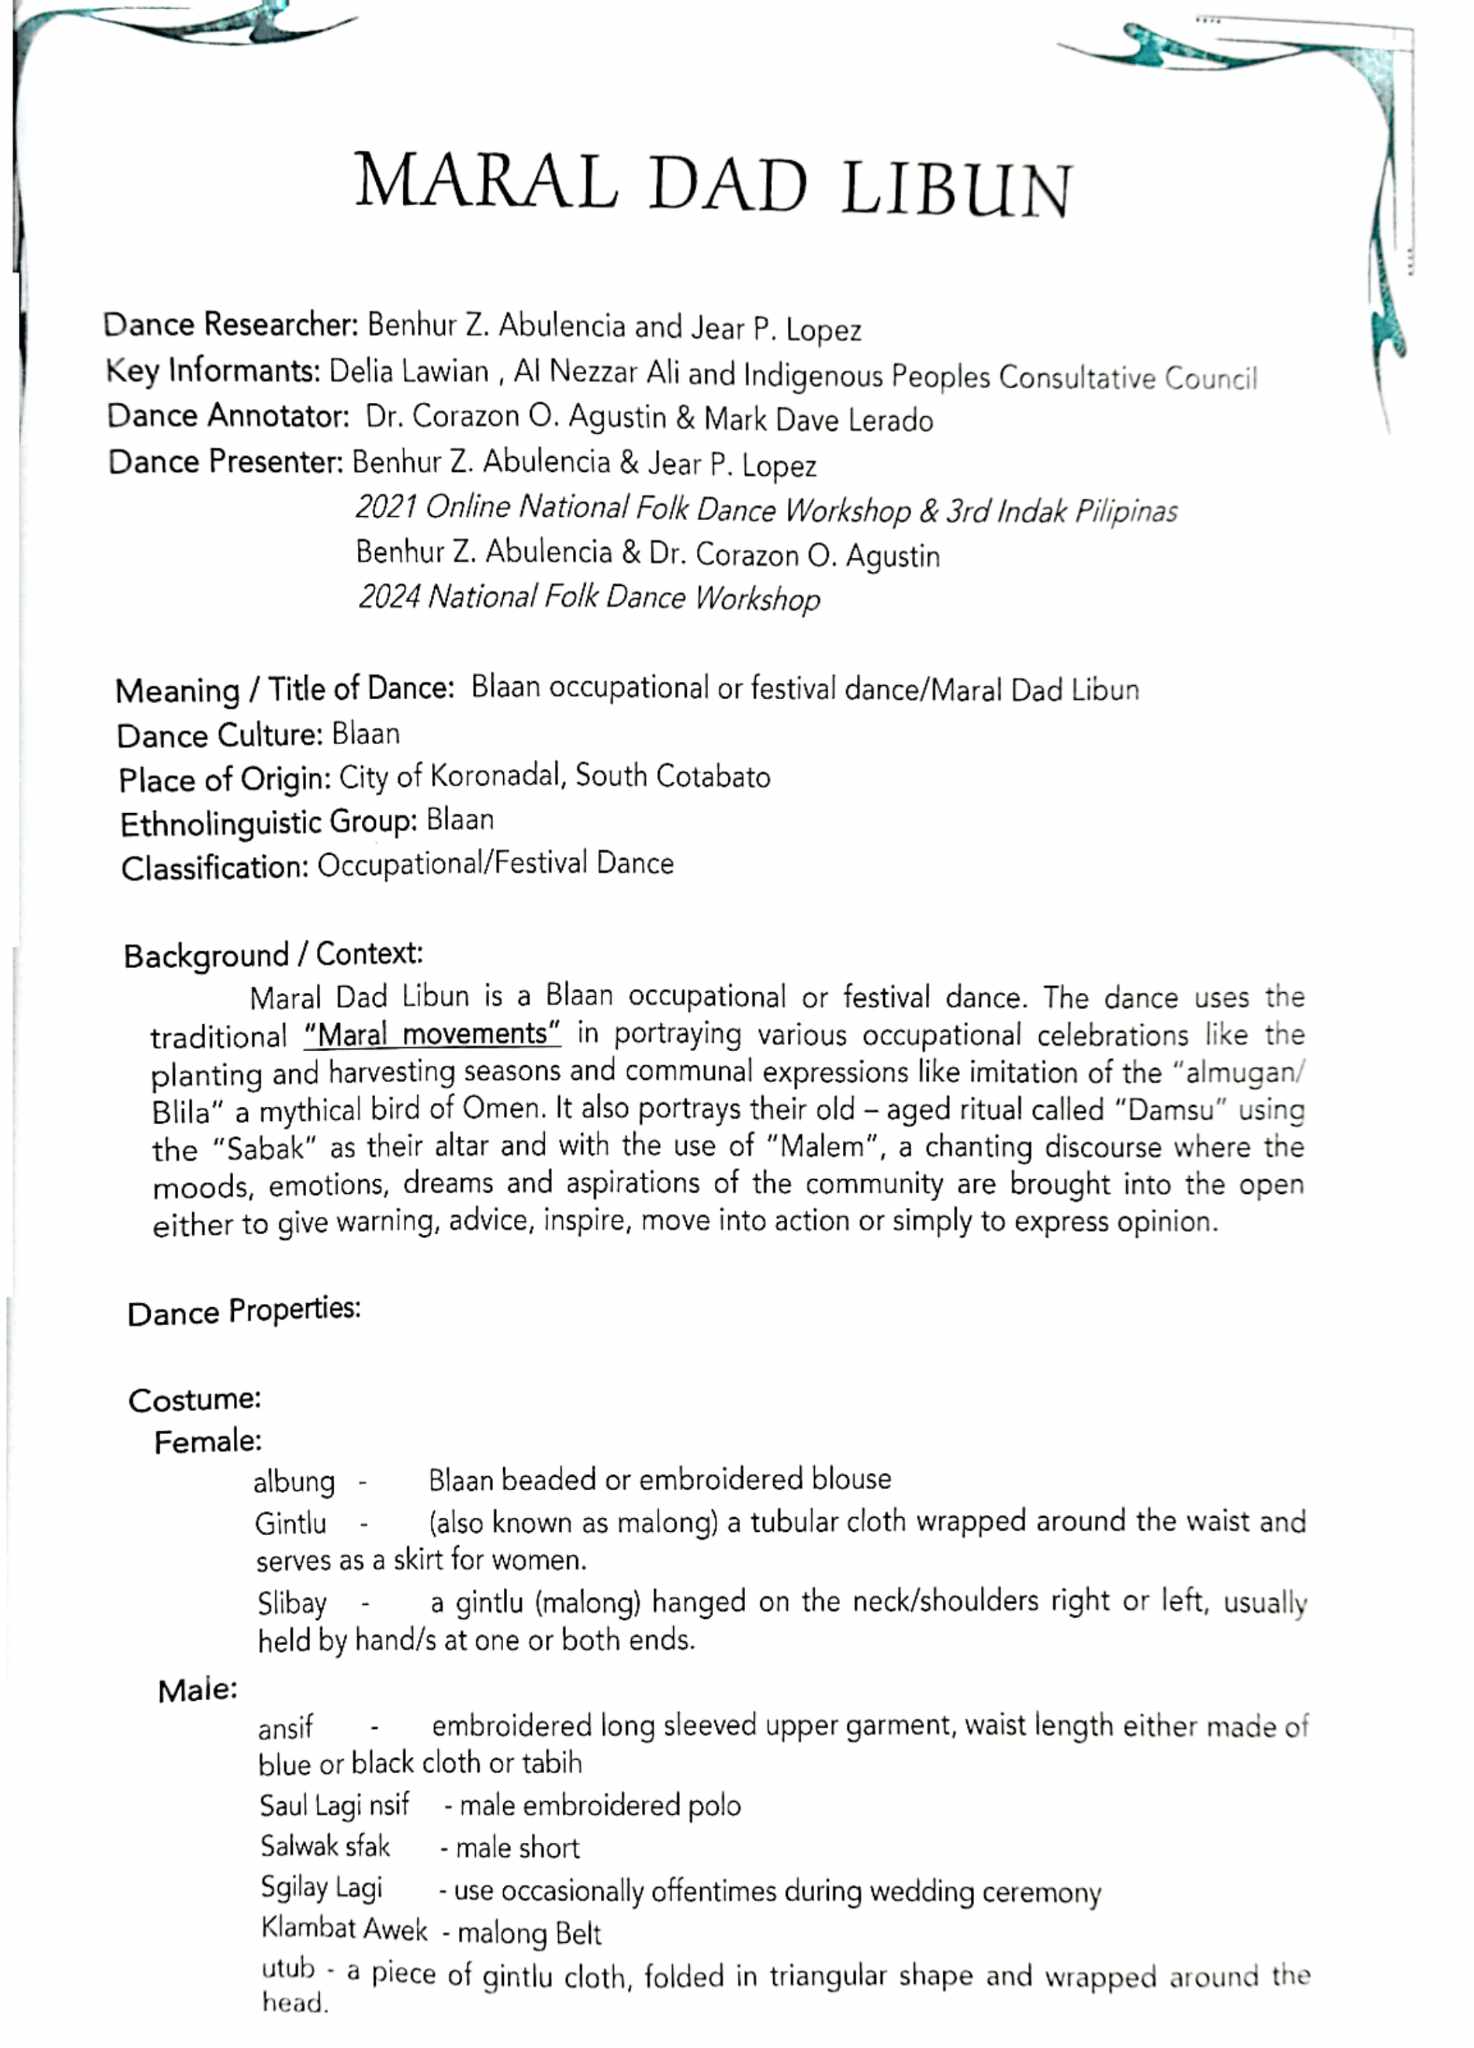 MARAL DAD LIBUN
Dance Researcher: Benhur Z. Abulencia and Jear P. Lopez
Key Informants: Delia Lawian , Al Nezzar Ali and Indigenous Peoples Consultative Council
Dance Annotator: Dr. Corazon O. Agustin & Mark Dave Lerado
Dance Presenter: Benhur Z. Abulencia & Jear P. Lopez
2021 Online National Folk Dance Workshop & 3rd Indak Pilipinas
Benhur Z. Abulencia & Dr. Corazon O. Agustin
2024 National Folk Dance Workshop
Meaning / Title of Dance: Blaan occupational or festival dance/Maral Dad Libun
Dance Culture: Blaan
Place of Origin: City of Koronadal, South Cotabato
Ethnolinguistic Group: Blaan
Classification: Occupational/Festival Dance
Background / Context:
Maral Dad Libun is a Blaan occupational or festival dance. The dance uses the
traditional "Maral movements" in portraying various occupational celebrations like the
planting and harvesting seasons and communal expressions like imitation of the "almugan/
Blila" a mythical bird of Omen. It also portrays their old – aged ritual called "Damsu" using
the "Sabak" as their altar and with the use of "Malem", a chanting discourse where the
moods, emotions, dreams and aspirations of the community are brought into the open
either to give warning, advice, inspire, move into action or simply to express opinion.
Dance Properties:
Costume:
Female:
albung - Blaan beaded or embroidered blouse
Gintlu - (also known as malong) a tubular cloth wrapped around the waist and
serves as a skirt for women.
Slibay - a gintlu (malong) hanged on the neck/shoulders right or left, usually
held by hand/s at one or both ends.
Male:
ansif - embroidered long sleeved upper garment, waist length either made of
blue or black cloth or tabih
Saul Lagi nsif - male embroidered polo
Salwak sfak - male short
Sgilay Lagi - use occasionally offentimes during wedding ceremony
Klambat Awek - malong Belt
utub - a piece of gintlu cloth, folded in triangular shape and wrapped around the
head.